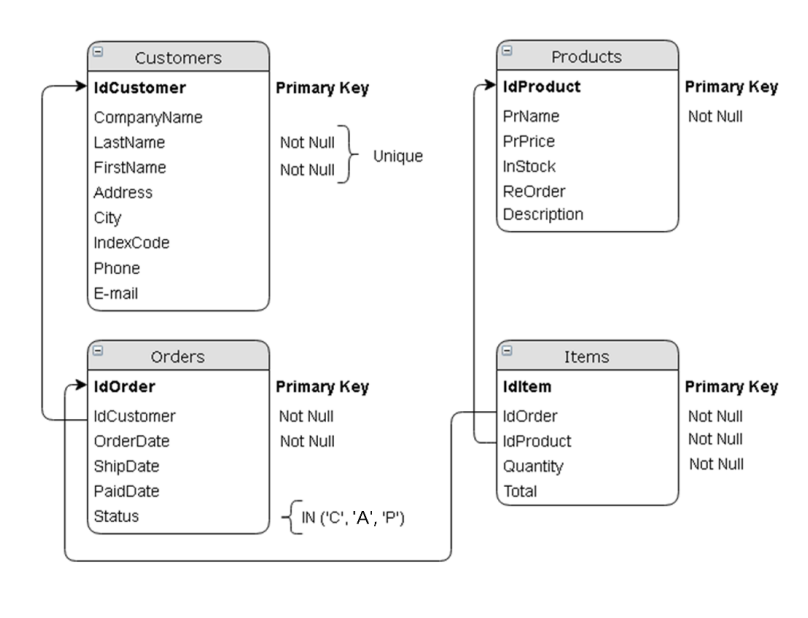 Customers
IdCustomer Primary Key
CompanyName
LastName Not Null
FirstName Not Null
Unique
Address
City
IndexCode
Phone
E-mail
Products
IdProduct Primary Key
PrName Not Null
PrPrice
InStock
ReOrder
Description
Orders
IdOrder Primary Key
IdCustomer Not Null
OrderDate Not Null
ShipDate
PaidDate
Status IN ('C', 'A', 'P')
Items
IdItem Primary Key
IdOrder Not Null
IdProduct Not Null
Quantity Not Null
Total